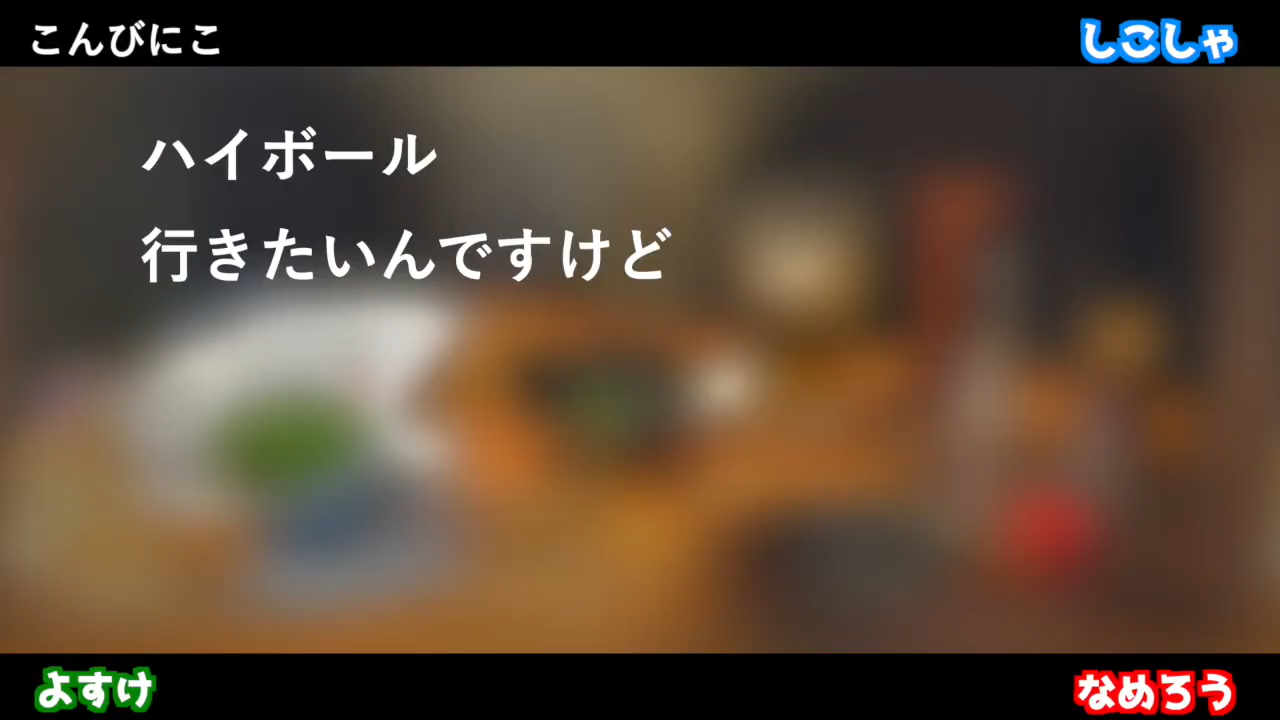 こんびにこ
しこしゃ
ハイボール
行きたいんですけど
よすけ
なめろう